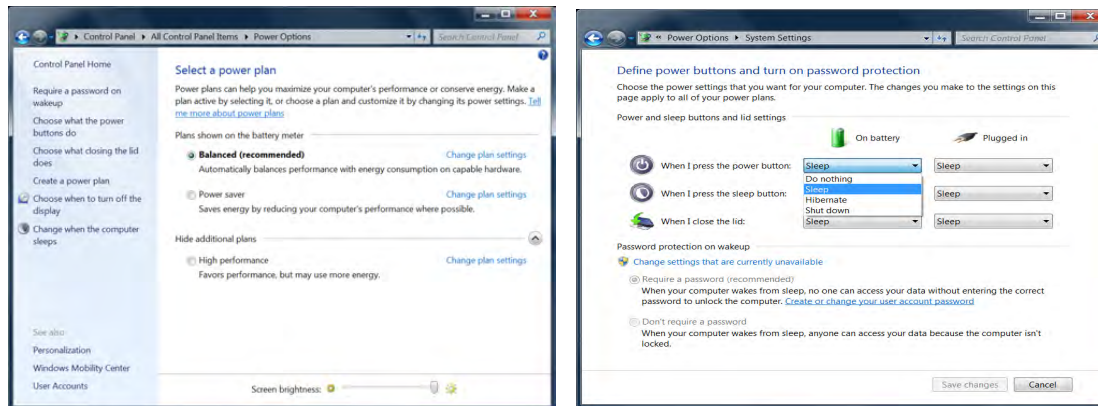 Control Panel ▸ All Control Panel Items ▸ Power Options
Search Control Panel
Control Panel Home
Require a password on
wakeup
Choose what the power
buttons do
Choose what closing the lid
does
Create a power plan
Choose when to turn off the
display
Change when the computer
sleeps
See also
Personalization
Windows Mobility Center
User Accounts
Select a power plan
Power plans can help you maximize your computer's performance or conserve energy. Make a
plan active by selecting it, or choose a plan and customize it by changing its power settings. Tell
me more about power plans
Plans shown on the battery meter
Balanced (recommended) Change plan settings
Automatically balances performance with energy consumption on capable hardware.
Power saver Change plan settings
Saves energy by reducing your computer's performance where possible.
Hide additional plans
High performance Change plan settings
Favors performance, but may use more energy.
Screen brightness:
« Power Options ▸ System Settings
Search Control Panel
Define power buttons and turn on password protection
Choose the power settings that you want for your computer. The changes you make to the settings on this
page apply to all of your power plans.
Power and sleep buttons and lid settings
On battery Plugged in
When I press the power button: Sleep Sleep
Do nothing
Sleep
Hibernate
Shut down
When I press the sleep button: Sleep
When I close the lid: Sleep Sleep
Password protection on wakeup
Change settings that are currently unavailable
Require a password (recommended)
When your computer wakes from sleep, no one can access your data without entering the correct
password to unlock the computer. Create or change your user account password
Don't require a password
When your computer wakes from sleep, anyone can access your data because the computer isn't
locked.
Save changes Cancel